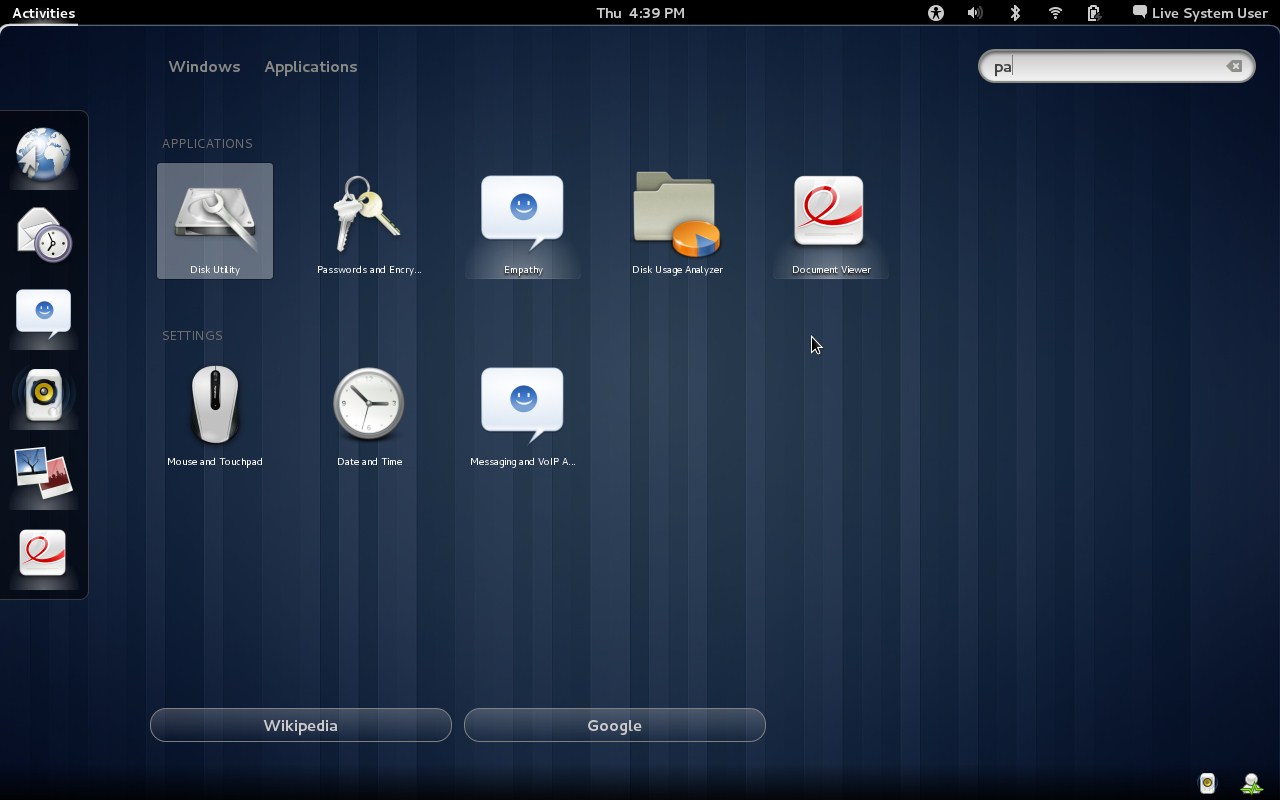 Activities
Thu 4:39 PM
Live System User
Windows Applications
pa
APPLICATIONS
Disk Utility
Passwords and Encry...
Empathy
Disk Usage Analyzer
Document Viewer
SETTINGS
Mouse and Touchpad
Date and Time
Messaging and VoIP A...
Wikipedia
Google